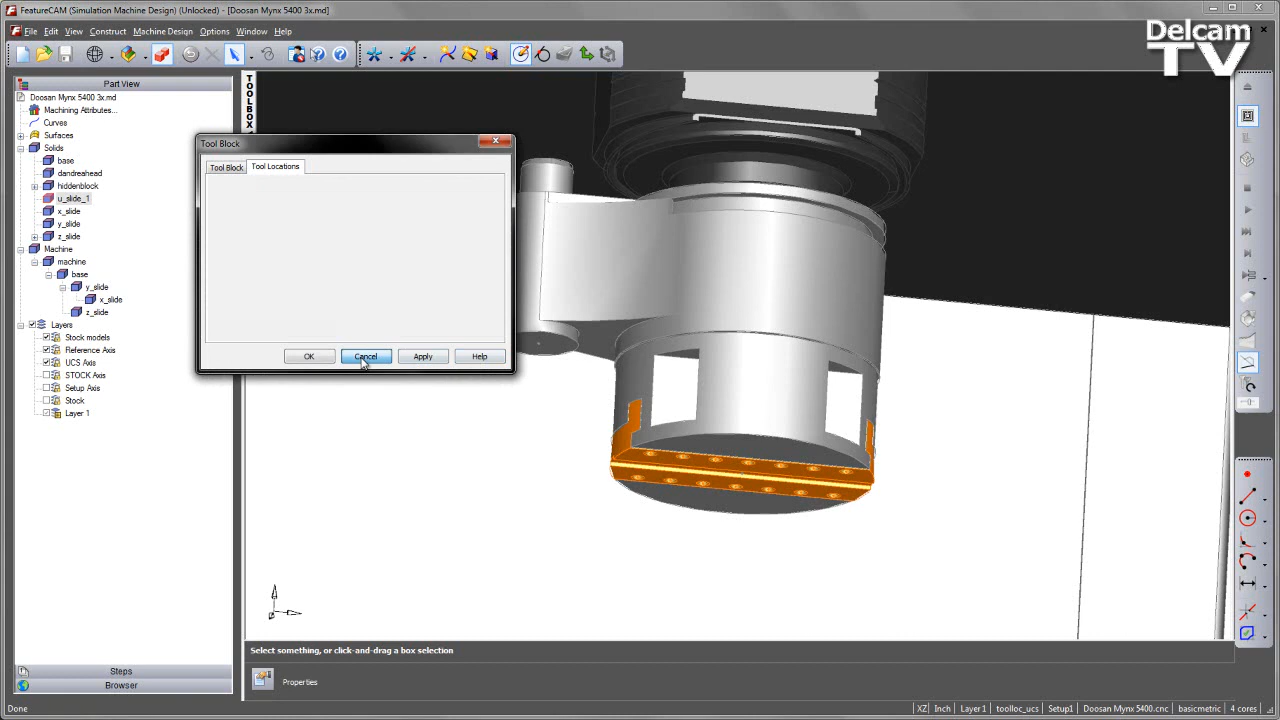 FeatureCAM (Simulation Machine Design) (Unlocked) - [Doosan Mynx 5400 3x.md]
File Edit View Construct Machine Design Options Window Help
Delcam
TV
Part View
TOOLBOX
Doosan Mynx 5400 3x.md
Machining Attributes...
Curves
Surfaces
Solids
base
dandreahead
hiddenblock
u_slide_1
x_slide
y_slide
z_slide
Machine
machine
base
y_slide
x_slide
z_slide
Layers
Stock models
Reference Axis
UCS Axis
STOCK Axis
Setup Axis
Stock
Layer 1
Tool Block
Tool Block Tool Locations
OK Cancel Apply Help
Steps
Browser
Select something, or click-and-drag a box selection
Properties
Done XZ Inch Layer1 toolloc_ucs Setup1 Doosan Mynx 5400.cnc basicmetric 4 cores